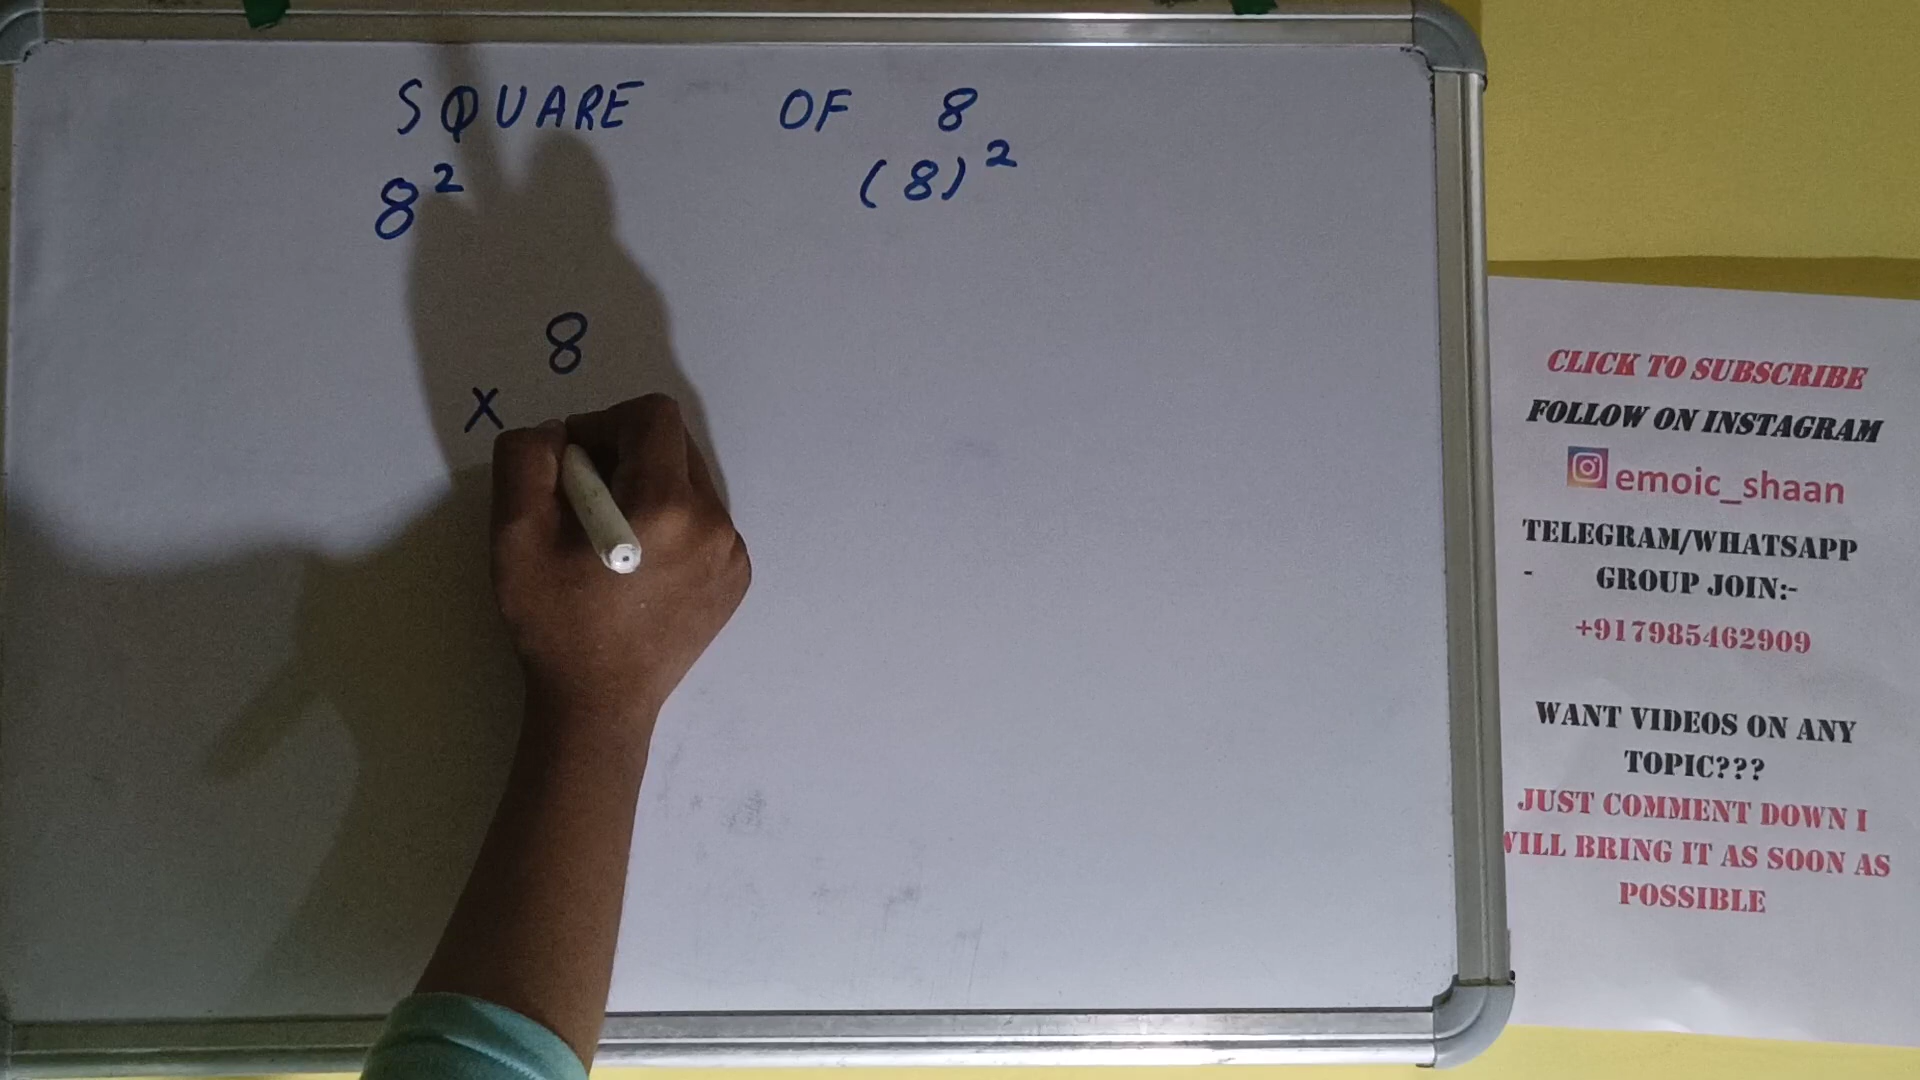 SQUARE OF 8
8² (8)²
8
X
CLICK TO SUBSCRIBE
FOLLOW ON INSTAGRAM
emoic_shaan
TELEGRAM/WHATSAPP
- GROUP JOIN:-
+917985462909
WANT VIDEOS ON ANY
TOPIC???
JUST COMMENT DOWN I
WILL BRING IT AS SOON AS
POSSIBLE